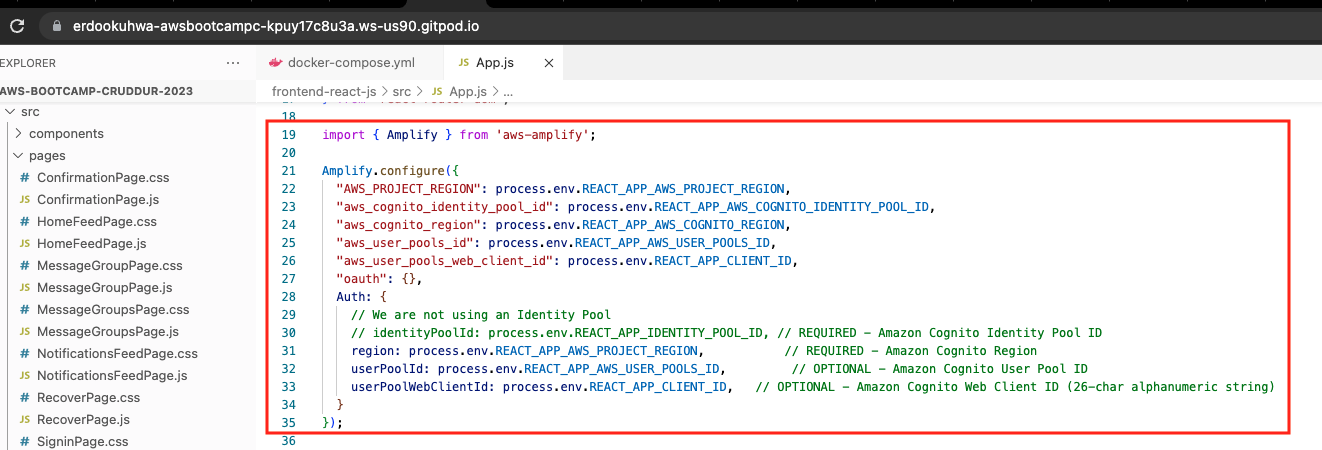 erdookuhwa-awsbootcampc-kpuy17c8u3a.ws-us90.gitpod.io
EXPLORER
...
docker-compose.yml
JS App.js ×
AWS-BOOTCAMP-CRUDDUR-2023
frontend-react-js > src > JS App.js > ...
src
components
pages
# ConfirmationPage.css
JS ConfirmationPage.js
# HomeFeedPage.css
JS HomeFeedPage.js
# MessageGroupPage.css
JS MessageGroupPage.js
# MessageGroupsPage.css
JS MessageGroupsPage.js
# NotificationsFeedPage.css
JS NotificationsFeedPage.js
# RecoverPage.css
JS RecoverPage.js
# SigninPage.css
18
19 import { Amplify } from 'aws-amplify';
20
21 Amplify.configure({
22 "AWS_PROJECT_REGION": process.env.REACT_APP_AWS_PROJECT_REGION,
23 "aws_cognito_identity_pool_id": process.env.REACT_APP_AWS_COGNITO_IDENTITY_POOL_ID,
24 "aws_cognito_region": process.env.REACT_APP_AWS_COGNITO_REGION,
25 "aws_user_pools_id": process.env.REACT_APP_AWS_USER_POOLS_ID,
26 "aws_user_pools_web_client_id": process.env.REACT_APP_CLIENT_ID,
27 "oauth": {},
28 Auth: {
29 // We are not using an Identity Pool
30 // identityPoolId: process.env.REACT_APP_IDENTITY_POOL_ID, // REQUIRED - Amazon Cognito Identity Pool ID
31 region: process.env.REACT_APP_AWS_PROJECT_REGION, // REQUIRED - Amazon Cognito Region
32 userPoolId: process.env.REACT_APP_AWS_USER_POOLS_ID, // OPTIONAL - Amazon Cognito User Pool ID
33 userPoolWebClientId: process.env.REACT_APP_CLIENT_ID, // OPTIONAL - Amazon Cognito Web Client ID (26-char alphanumeric string)
34 }
35 });
36